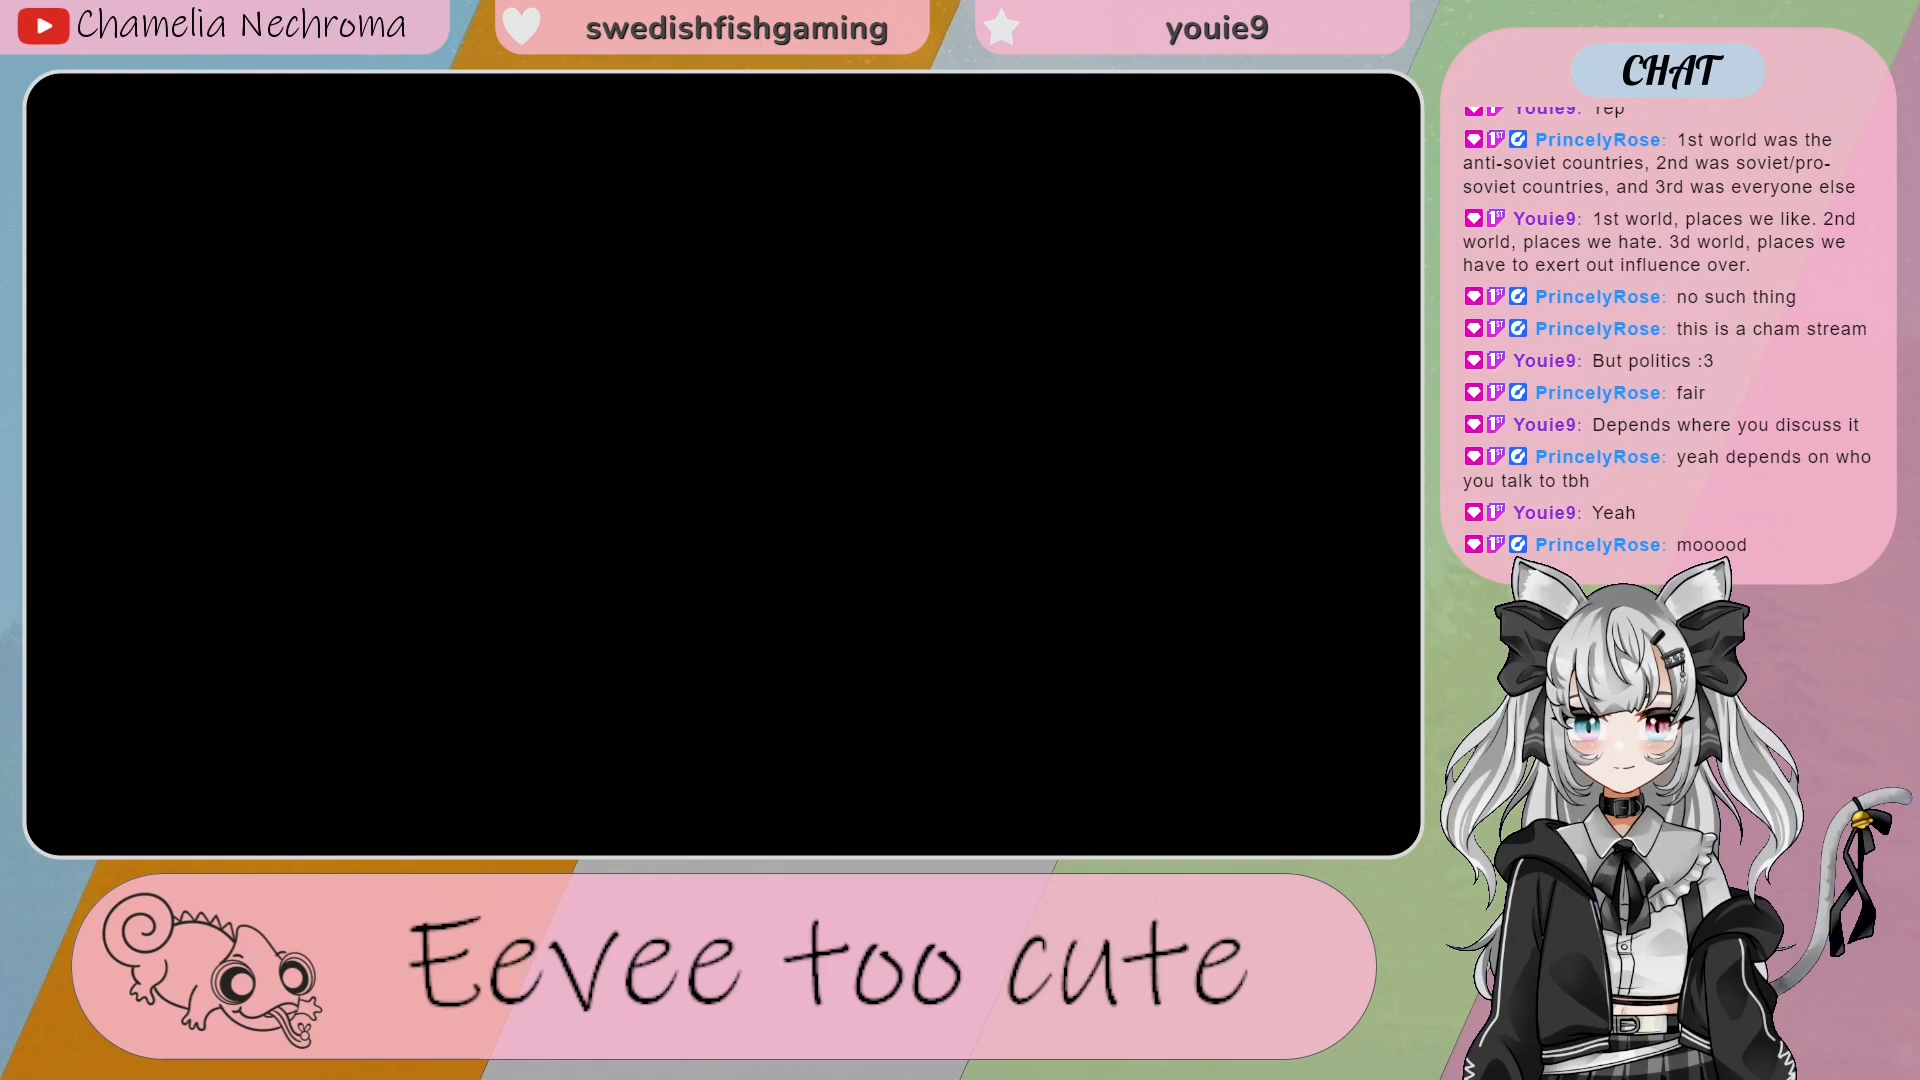 Chamelia Nechroma
swedishfishgaming
youie9
CHAT
Youie9: Yep
PrincelyRose: 1st world was the
anti-soviet countries, 2nd was soviet/pro-
soviet countries, and 3rd was everyone else
Youie9: 1st world, places we like. 2nd
world, places we hate. 3d world, places we
have to exert out influence over.
PrincelyRose: no such thing
PrincelyRose: this is a cham stream
Youie9: But politics :3
PrincelyRose: fair
Youie9: Depends where you discuss it
PrincelyRose: yeah depends on who
you talk to tbh
Youie9: Yeah
PrincelyRose: mooood
Eevee too cute